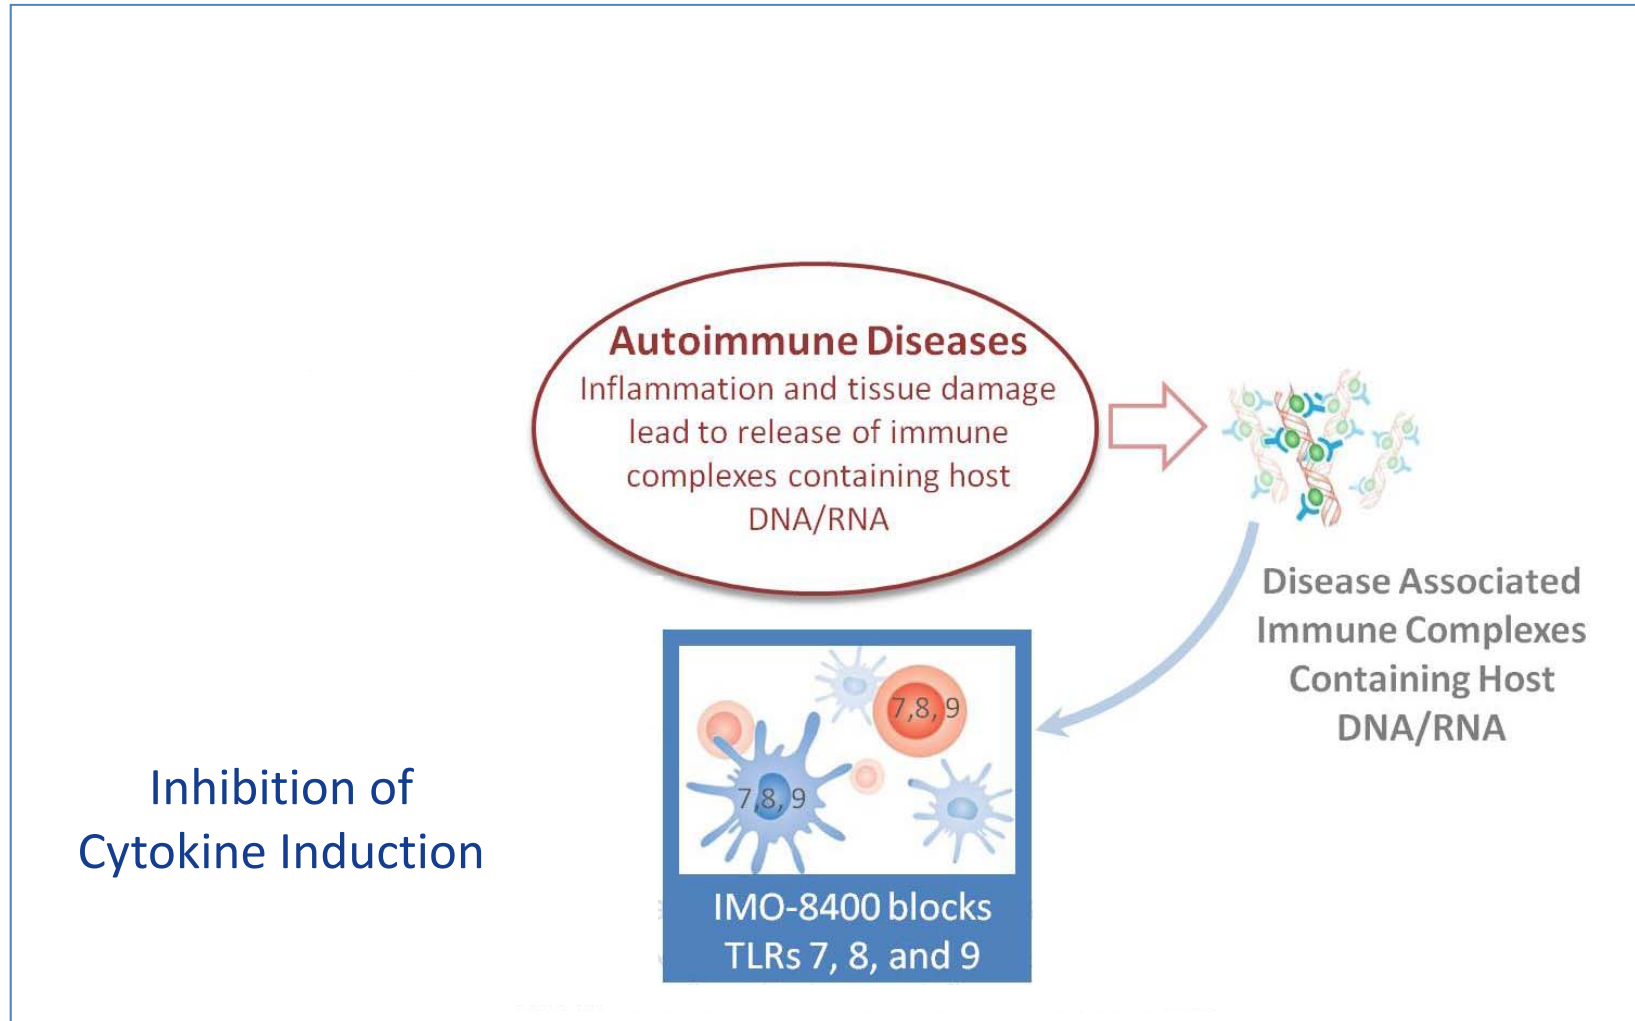 Autoimmune Diseases
Inflammation and tissue damage
lead to release of immune
complexes containing host
DNA/RNA
Disease Associated
Immune Complexes
Containing Host
DNA/RNA
7,8, 9
7,8, 9
IMO-8400 blocks
TLRs 7, 8, and 9
Inhibition of
Cytokine Induction